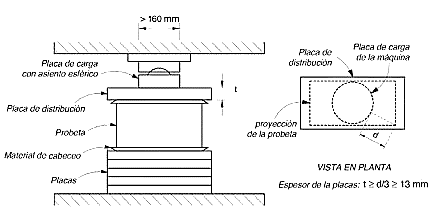 > 160 mm
Placa de carga
con asiento esférico
t
Placa de distribución
Probeta
Material de cabeceo
Placas
Placa de
distribución
Placa de carga
de la máquina
proyección
de la probeta
d
VISTA EN PLANTA
Espesor de la placas: t ≥ d/3 ≥ 13 mm